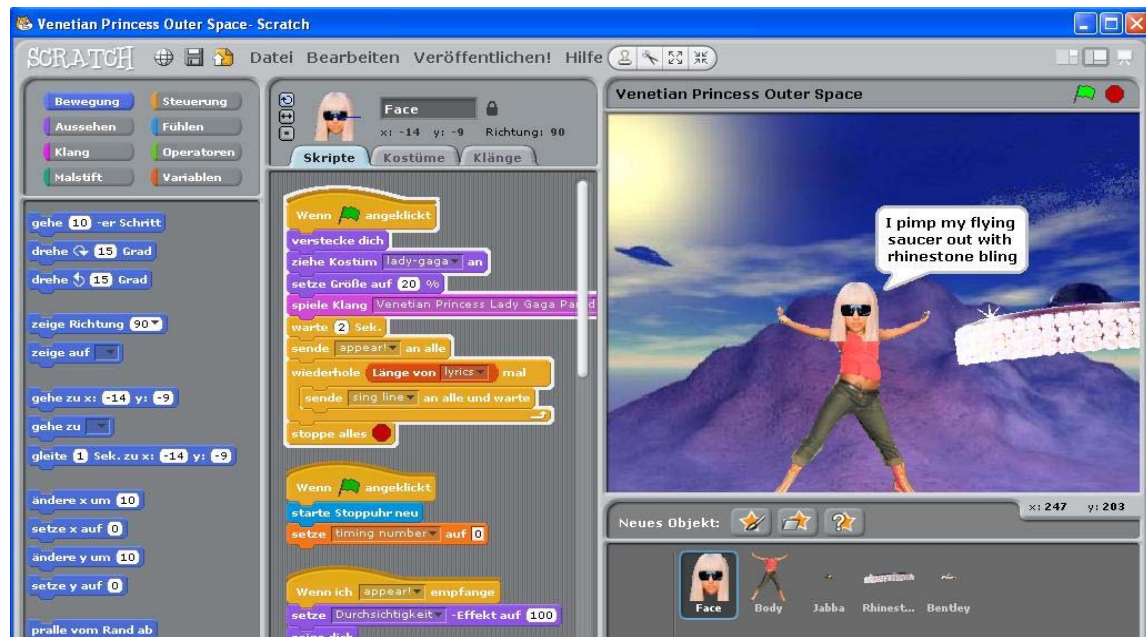 Venetian Princess Outer Space- Scratch
SCRATCH Datei Bearbeiten Veröffentlichen! Hilfe
Bewegung Steuerung
Aussehen Fühlen
Klang Operatoren
Malstift Variablen
gehe 10 -er Schritt
drehe 15 Grad
drehe 15 Grad
zeige Richtung 90
zeige auf
gehe zu x: -14 y: -9
gehe zu
gleite 1 Sek. zu x: -14 y: -9
ändere x um 10
setze x auf 0
ändere y um 10
setze y auf 0
pralle vom Rand ab
Face
x: -14 y: -9 Richtung: 90
Skripte Kostüme Klänge
Wenn angeklickt
verstecke dich
ziehe Kostüm lady-gaga an
setze Größe auf 20 %
spiele Klang Venetian Princess Lady Gaga Parod
warte 2 Sek.
sende appear! an alle
wiederhole Länge von lyrics mal
sende sing line an alle und warte
stoppe alles
Wenn angeklickt
starte Stoppuhr neu
setze timing number auf 0
Wenn ich appear! empfange
setze Durchsichtigkeit -Effekt auf 100
zeige dich
Venetian Princess Outer Space
I pimp my flying
saucer out with
rhinestone bling
x: 247 y: 203
Neues Objekt:
Face Body Jabba Rhinest... Bentley